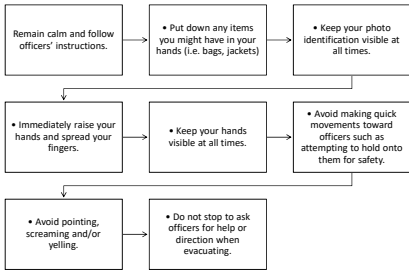 Remain calm and follow
officers' instructions.
• Put down any items
you might have in your
hands (i.e. bags, jackets)
• Keep your photo
identification visible at
all times.
• Immediately raise your
hands and spread your
fingers.
• Keep your hands
visible at all times.
• Avoid making quick
movements toward
officers such as
attempting to hold onto
them for safety.
• Avoid pointing,
screaming and/or
yelling.
• Do not stop to ask
officers for help or
direction when
evacuating.